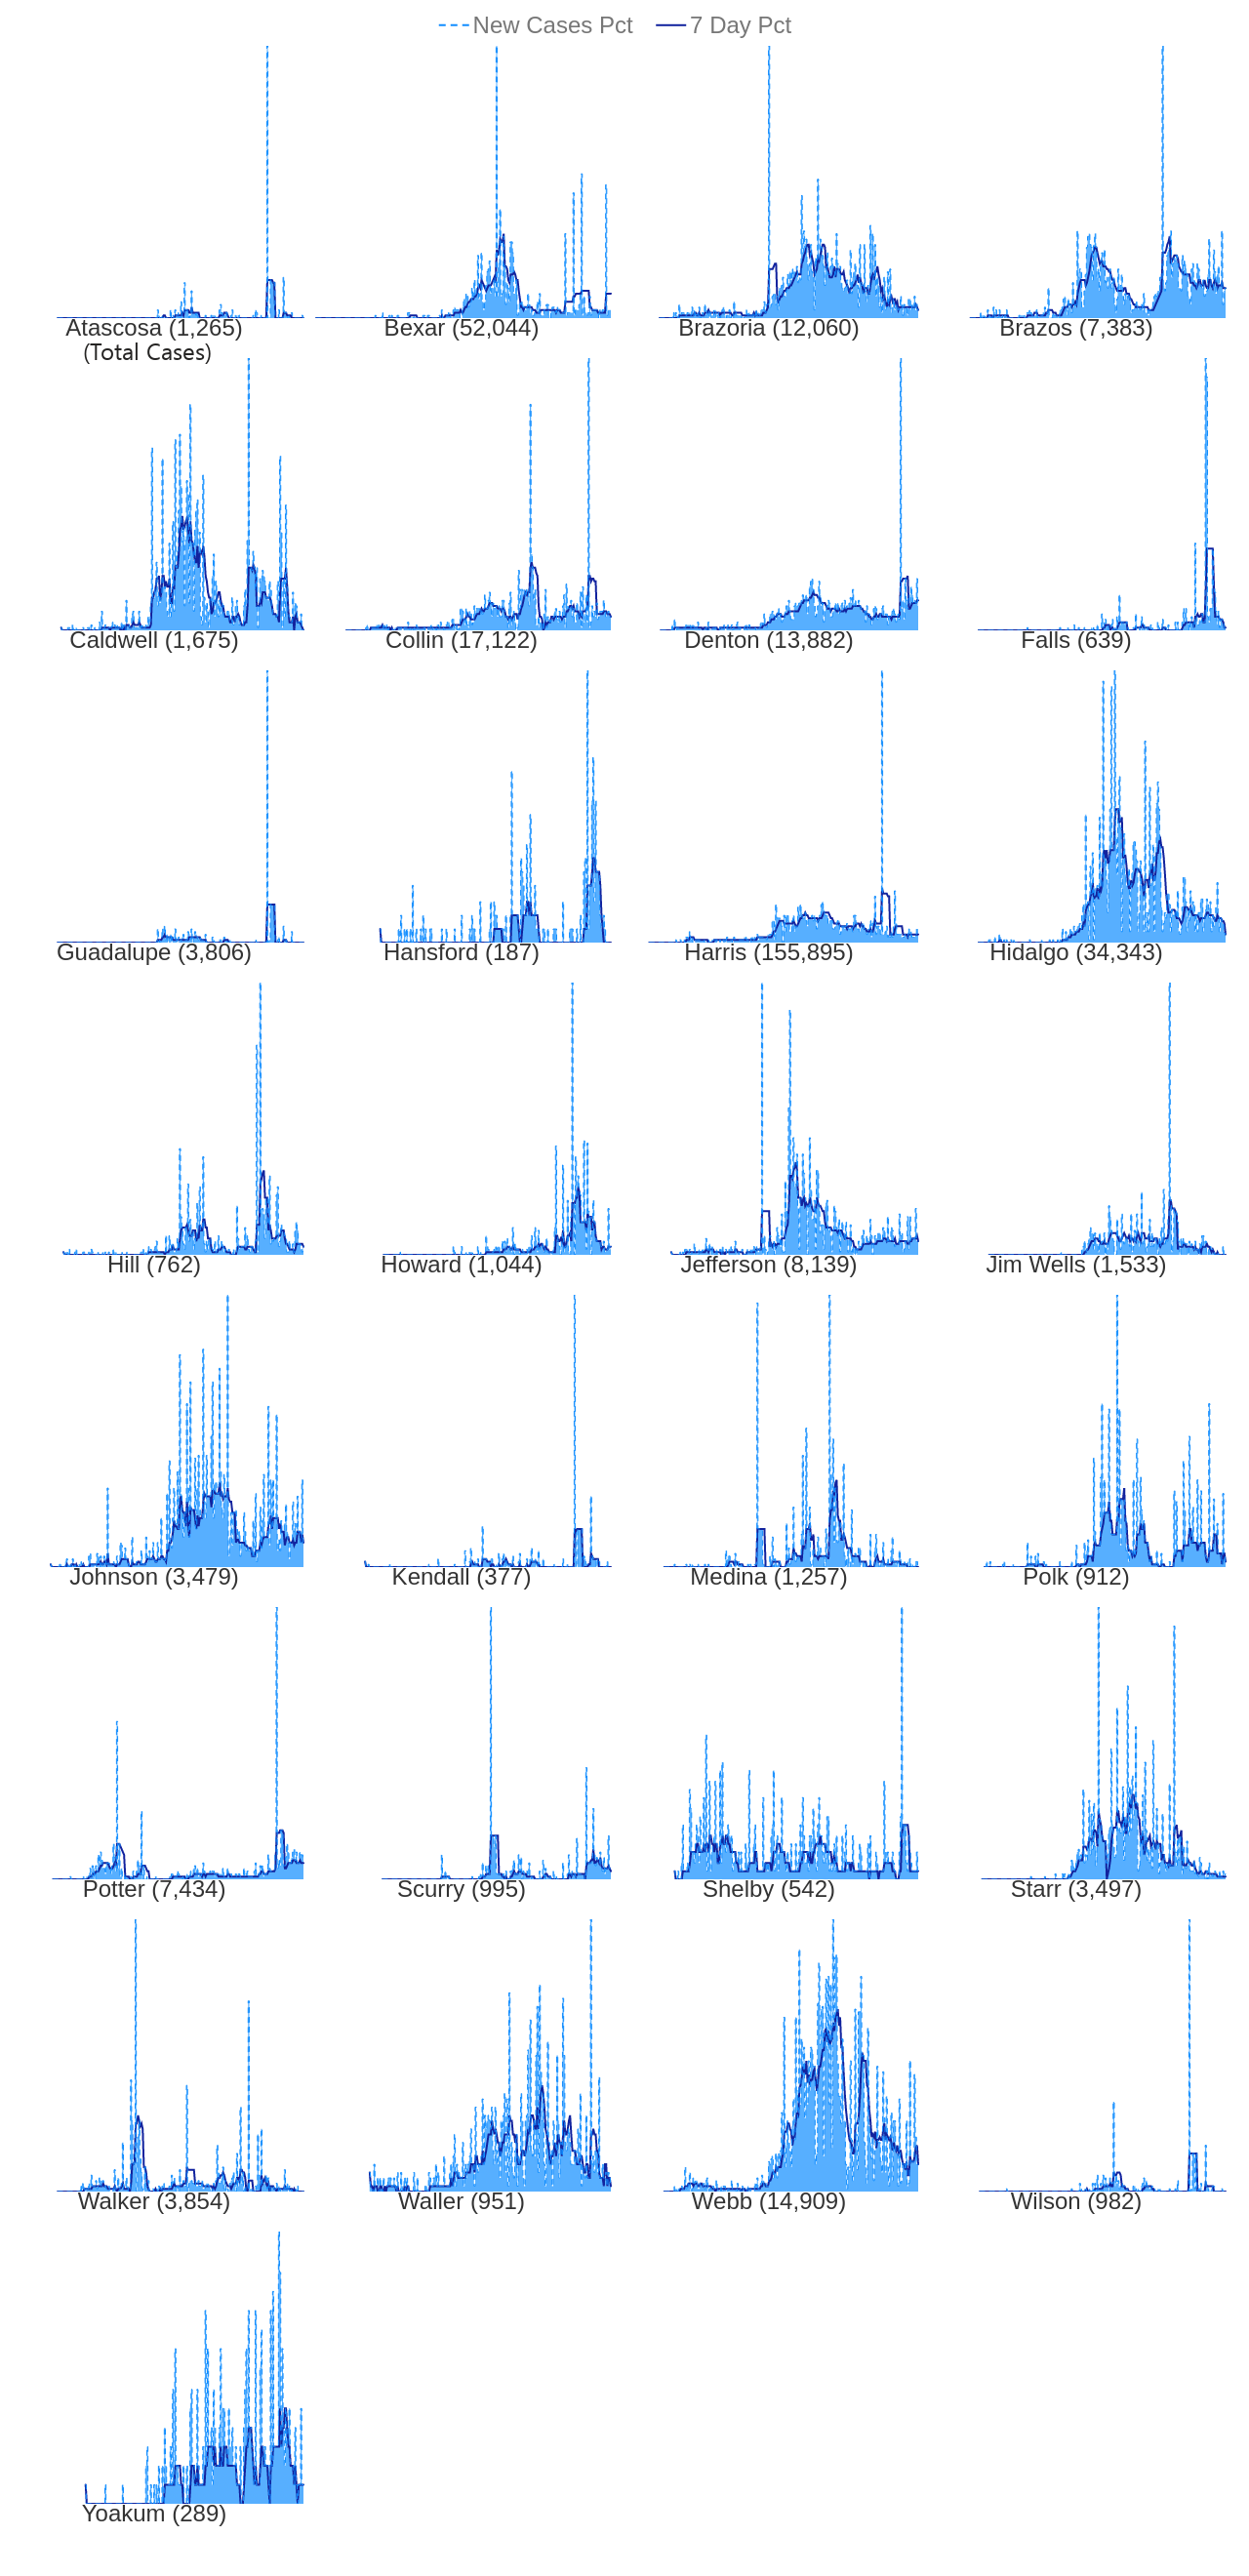 New Cases Pct 7 Day Pct
Atascosa (1,265) Bexar (52,044) Brazoria (12,060) Brazos (7,383)
(Total Cases)
Caldwell (1,675) Collin (17,122) Denton (13,882) Falls (639)
Guadalupe (3,806) Hansford (187) Harris (155,895) Hidalgo (34,343)
Hill (762) Howard (1,044) Jefferson (8,139) Jim Wells (1,533)
Johnson (3,479) Kendall (377) Medina (1,257) Polk (912)
Potter (7,434) Scurry (995) Shelby (542) Starr (3,497)
Walker (3,854) Waller (951) Webb (14,909) Wilson (982)
Yoakum (289)